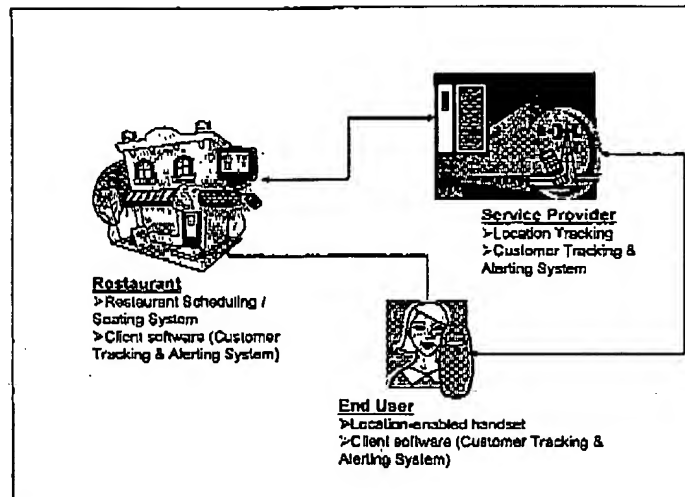 Service Provider
➤Location Tracking
➤Customer Tracking &
Alerting System
Restaurant
➤Restaurant Scheduling /
Seating System
➤Client software (Customer
Tracking & Alerting System)
End User
➤Location-enabled handset
➤Client software (Customer Tracking &
Alerting System)